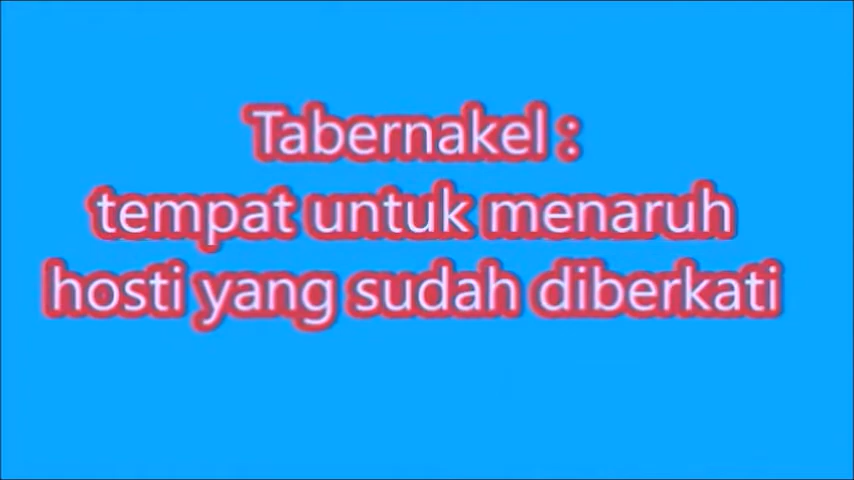 Tabernakel :
tempat untuk menaruh
hosti yang sudah diberkati